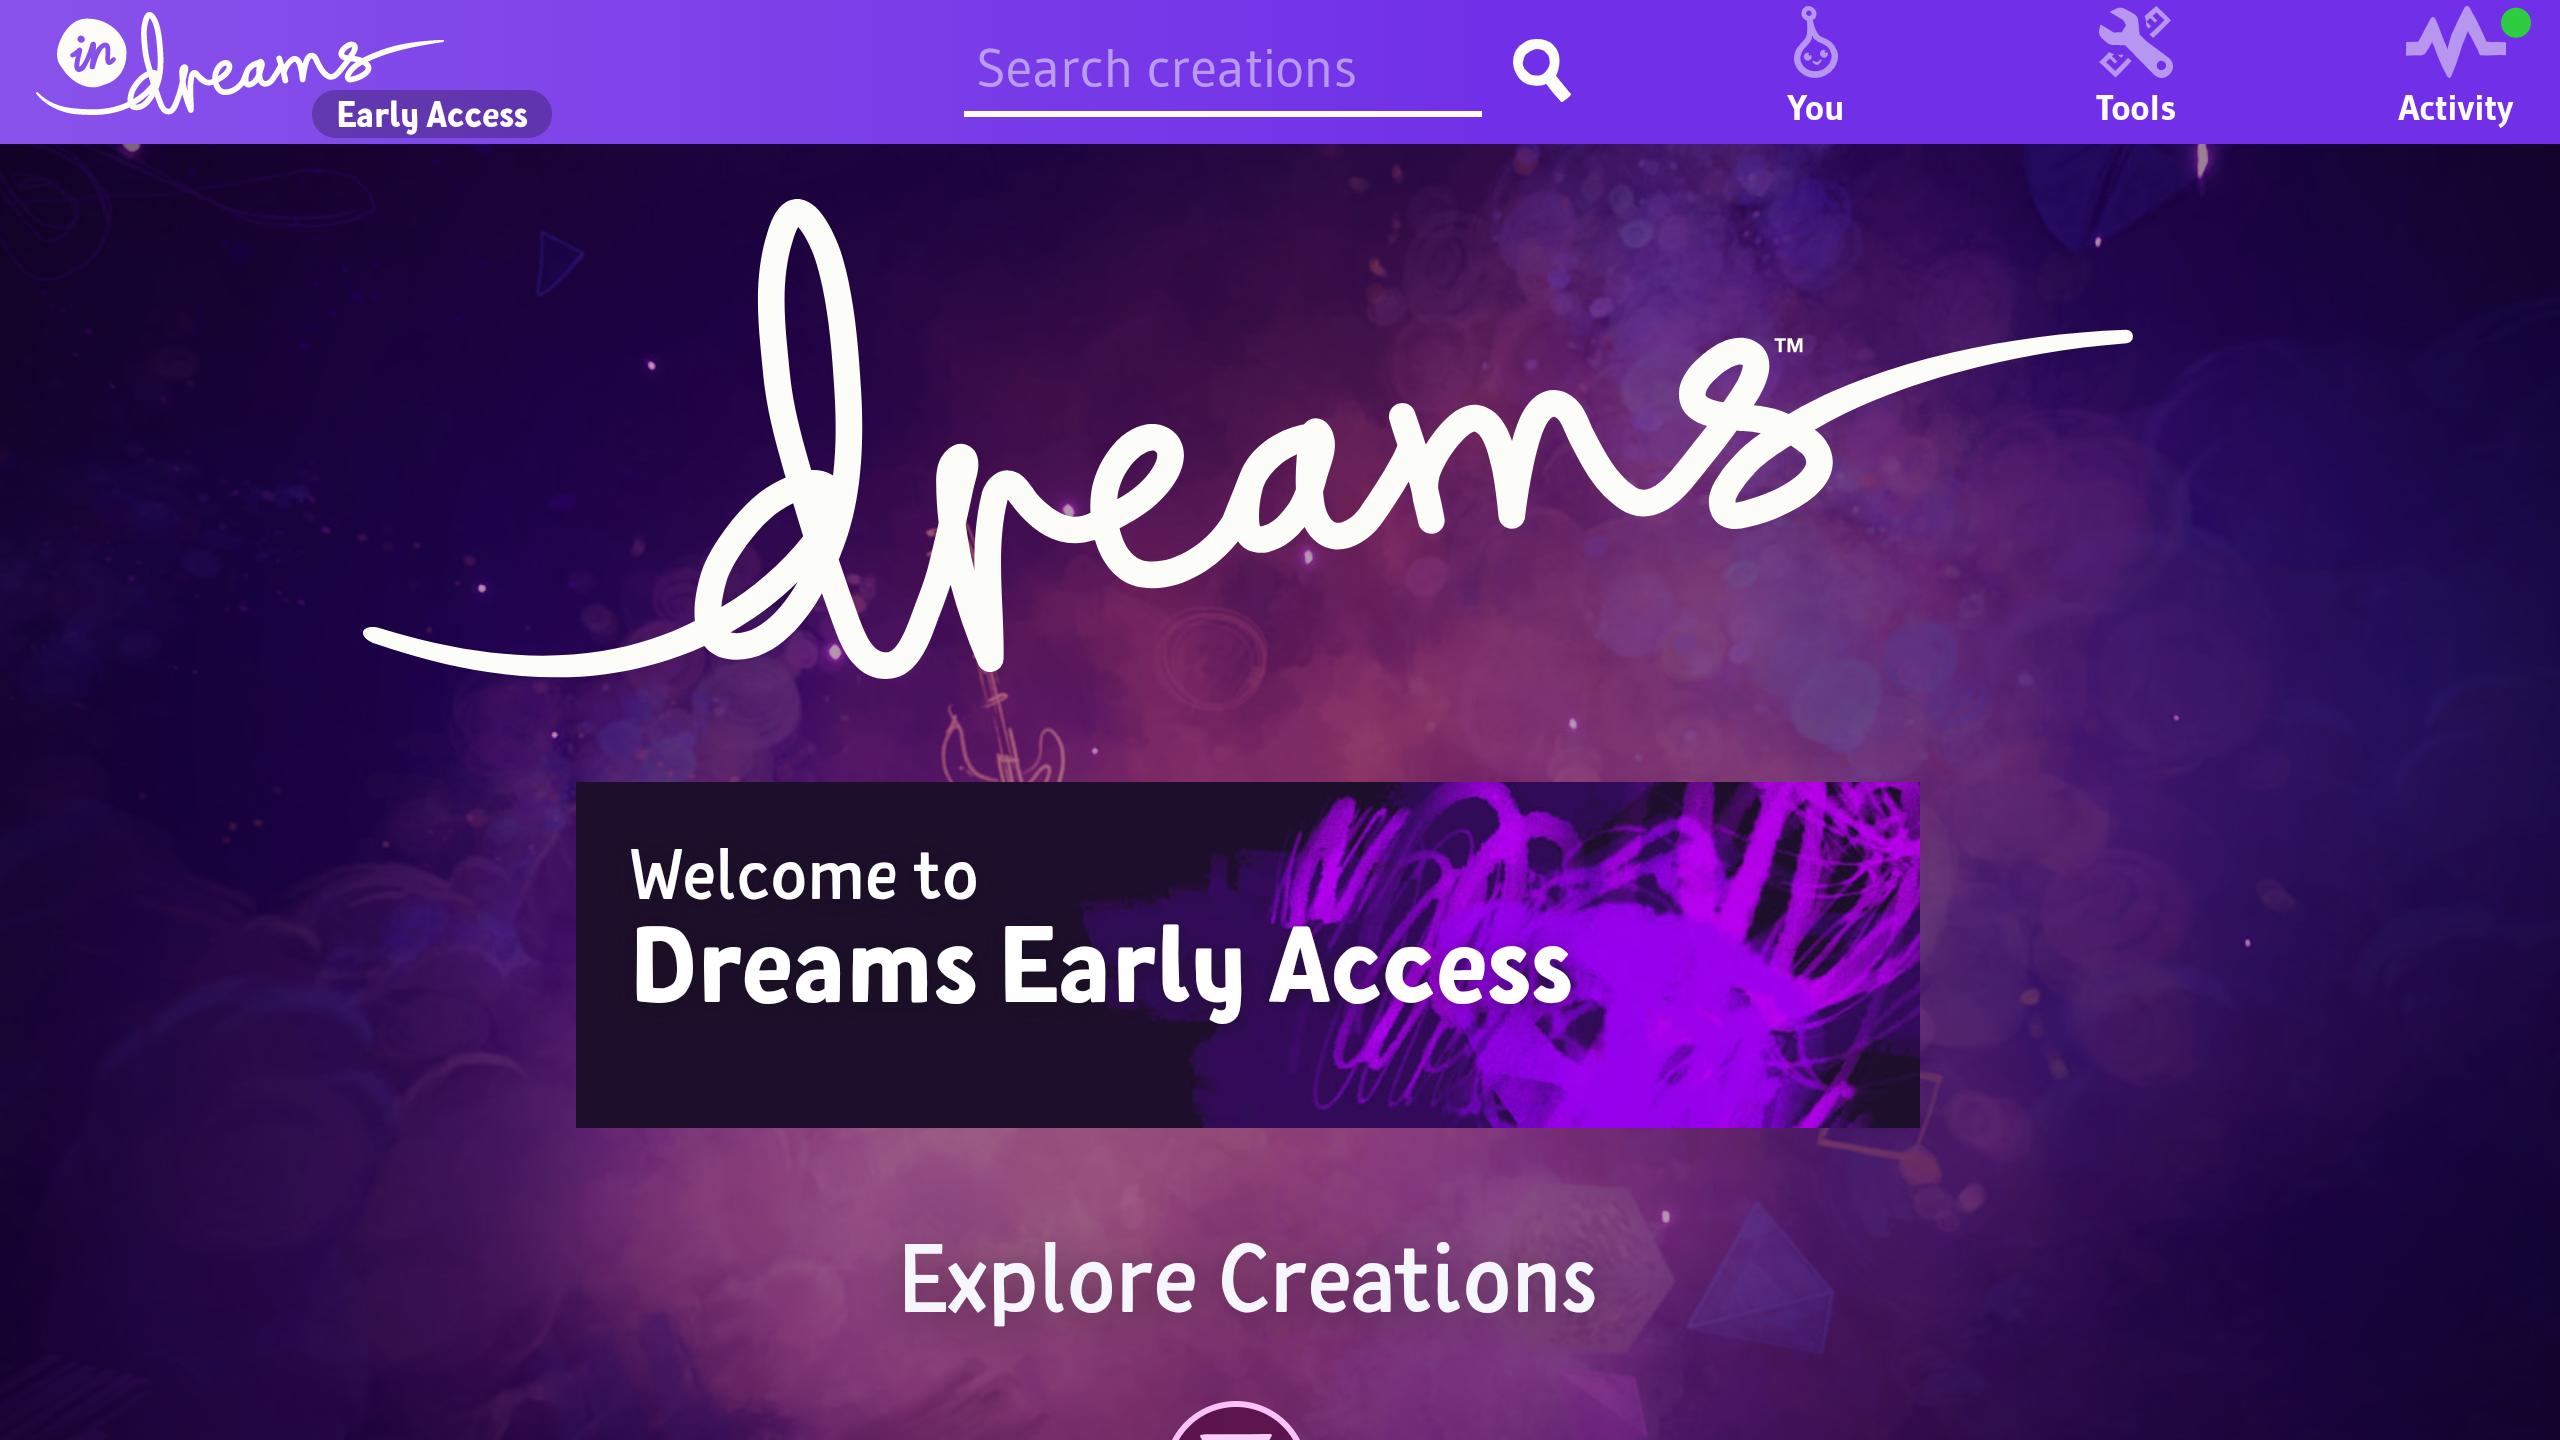 in dreams
Early Access
Search creations
You
Tools
Activity
dreams™
Welcome to
Dreams Early Access
Explore Creations